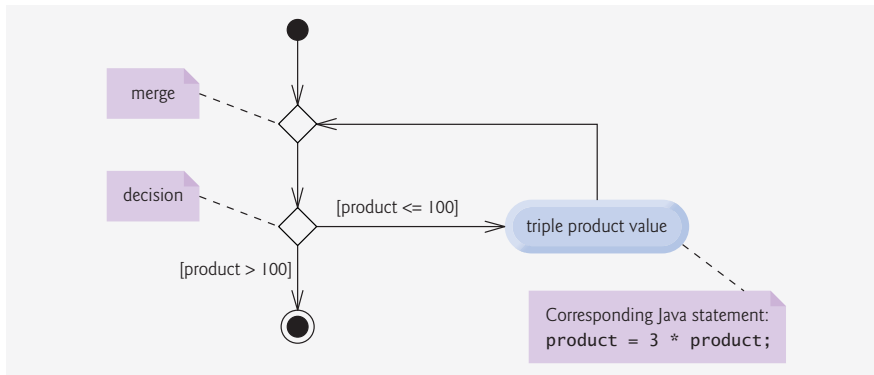 merge
decision
[product <= 100]
triple product value
[product > 100]
Corresponding Java statement:
product = 3 * product;